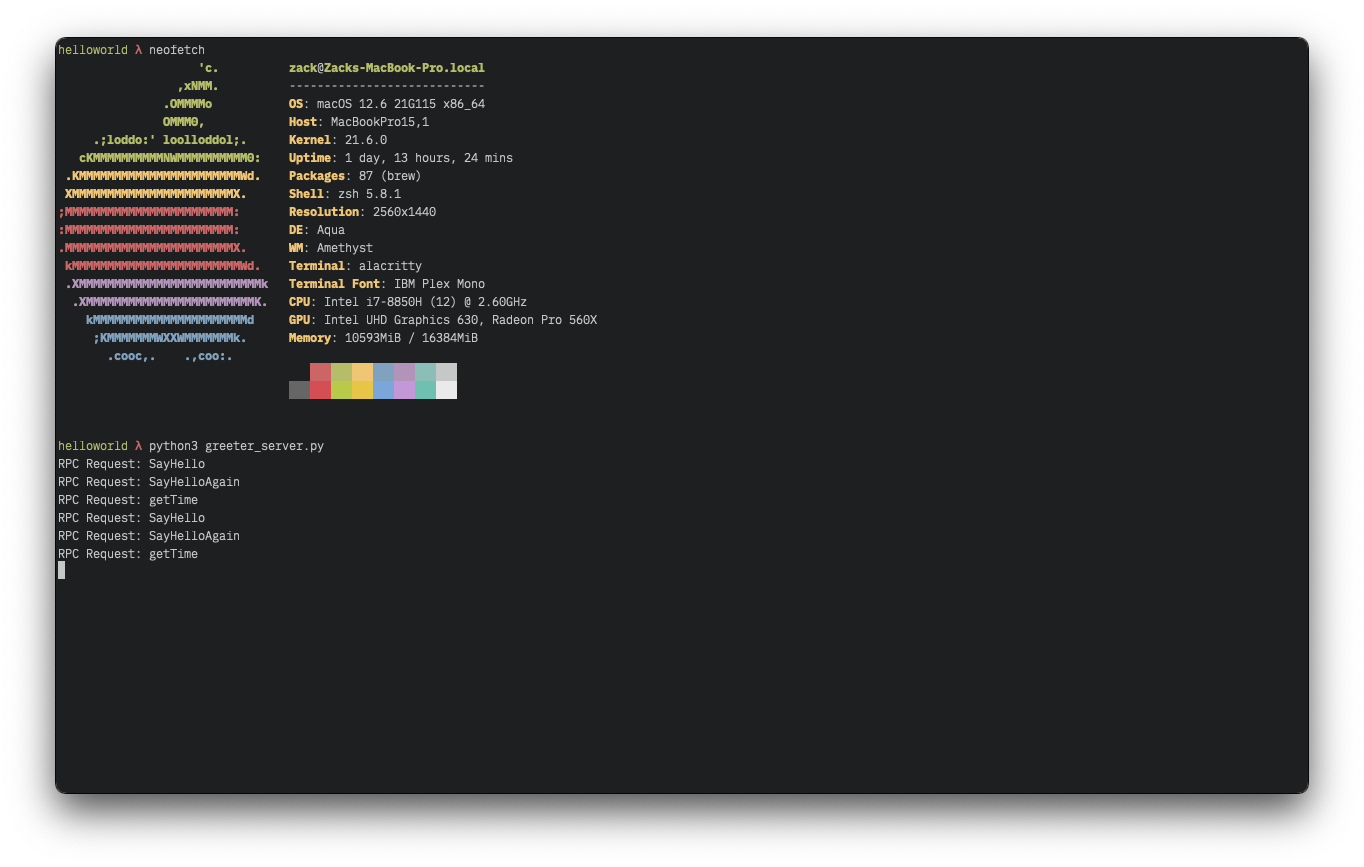 helloworld λ neofetch
                    'c.          zack@Zacks-MacBook-Pro.local
                 ,xNMM.          ----------------------------
               .OMMMMo           OS: macOS 12.6 21G115 x86_64
               OMMM0,            Host: MacBookPro15,1
     .;loddo:' loolloddol;.      Kernel: 21.6.0
   cKMMMMMMMMMMNWMMMMMMMMMM0:    Uptime: 1 day, 13 hours, 24 mins
 .KMMMMMMMMMMMMMMMMMMMMMMMWd.    Packages: 87 (brew)
 XMMMMMMMMMMMMMMMMMMMMMMMX.      Shell: zsh 5.8.1
;MMMMMMMMMMMMMMMMMMMMMMMM:       Resolution: 2560x1440
:MMMMMMMMMMMMMMMMMMMMMMMM:       DE: Aqua
.MMMMMMMMMMMMMMMMMMMMMMMMX.      WM: Amethyst
 kMMMMMMMMMMMMMMMMMMMMMMMMWd.    Terminal: alacritty
 .XMMMMMMMMMMMMMMMMMMMMMMMMMMk   Terminal Font: IBM Plex Mono
  .XMMMMMMMMMMMMMMMMMMMMMMMMK.   CPU: Intel i7-8850H (12) @ 2.60GHz
    kMMMMMMMMMMMMMMMMMMMMMMd     GPU: Intel UHD Graphics 630, Radeon Pro 560X
     ;KMMMMMMMWXXWMMMMMMMk.      Memory: 10593MiB / 16384MiB
       .cooc,.    .,coo:.
helloworld λ python3 greeter_server.py
RPC Request: SayHello
RPC Request: SayHelloAgain
RPC Request: getTime
RPC Request: SayHello
RPC Request: SayHelloAgain
RPC Request: getTime